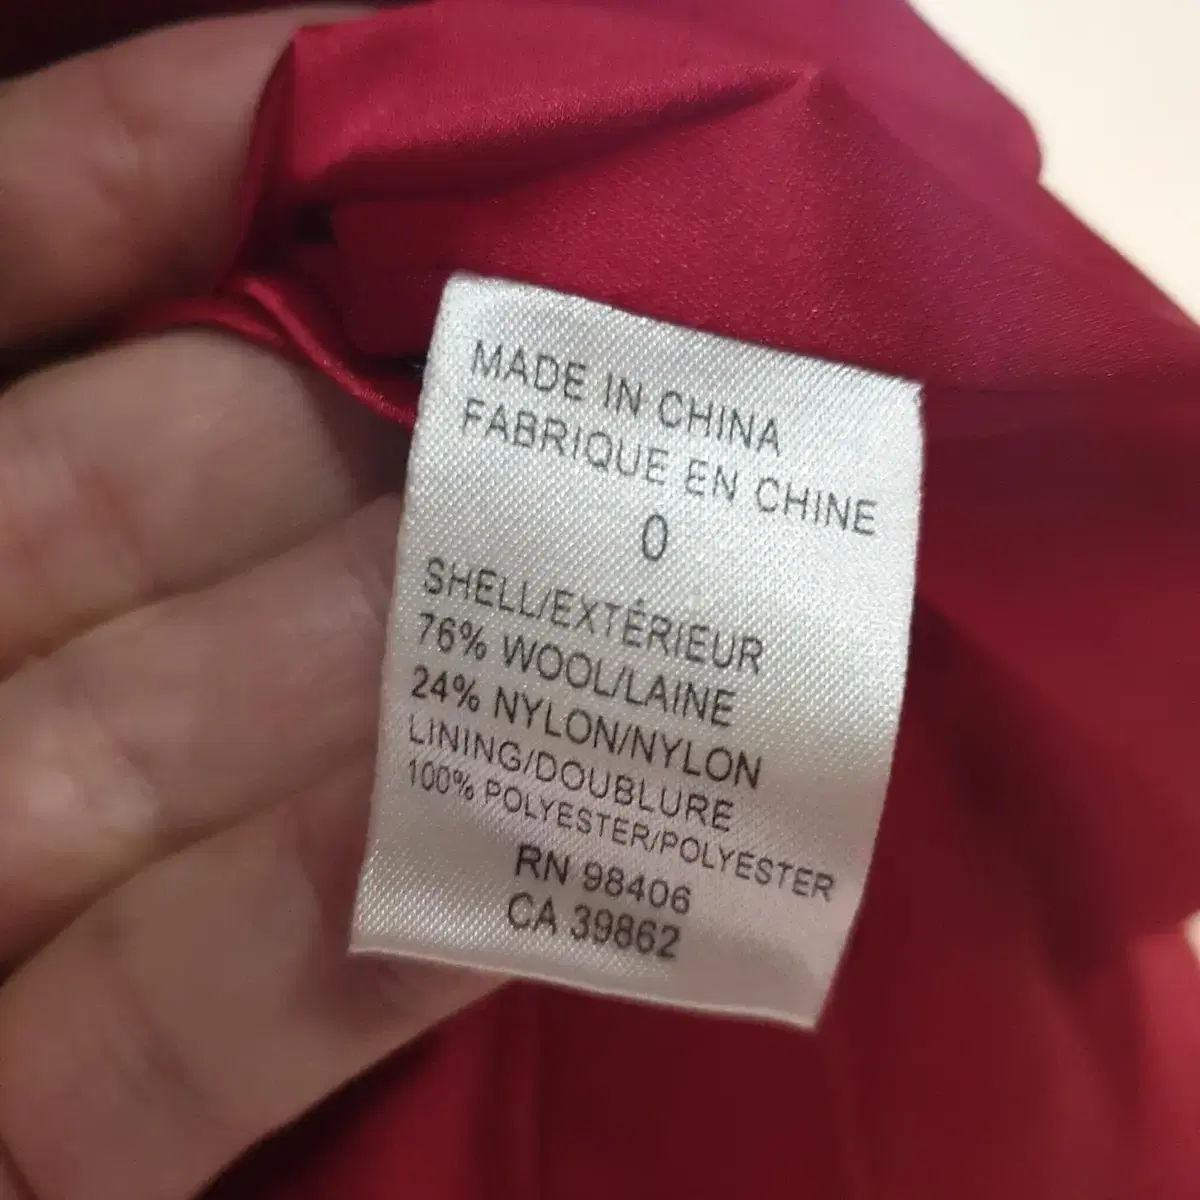 MADE IN CHINA
FABRIQUE EN CHINE
0
SHELL/EXTÉRIEUR
76% WOOL/LAINE
24% NYLON/NYLON
LINING/DOUBLURE
100% POLYESTER/POLYESTER
RN 98406
CA 39862